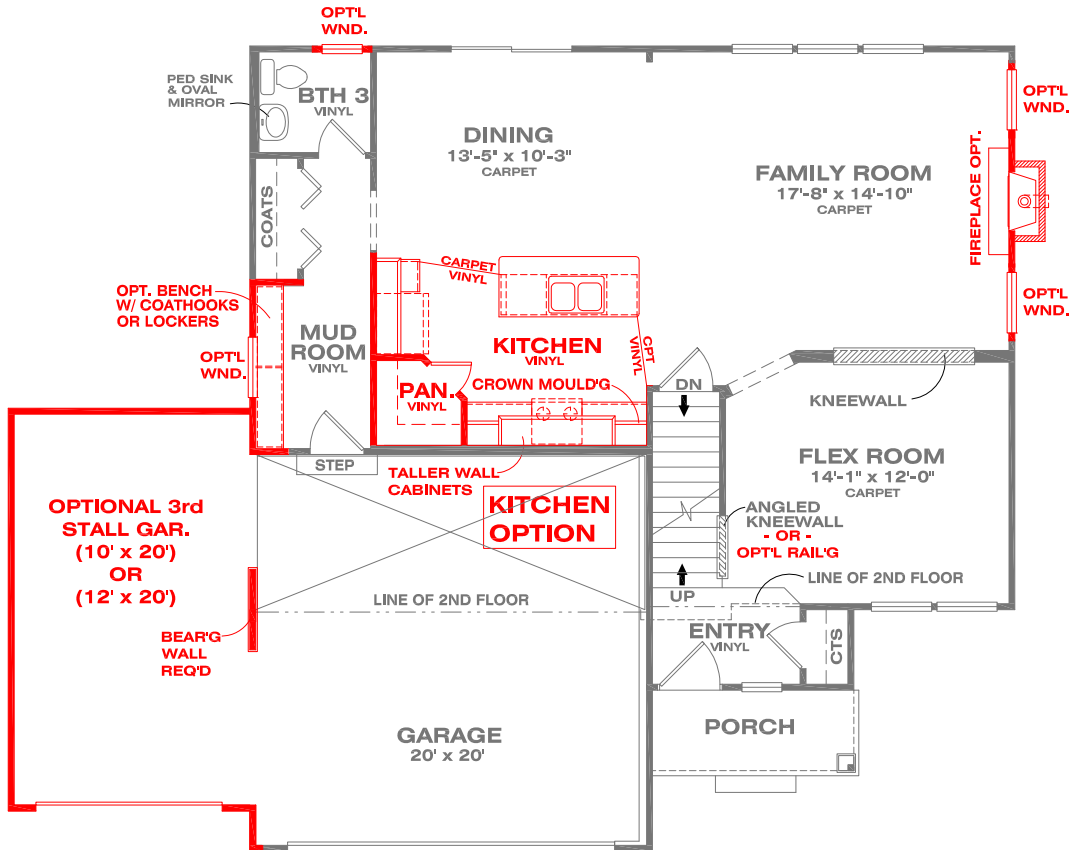 OPT'L
WND.
PED SINK
& OVAL
MIRROR
BTH 3
VINYL
DINING
13'-5" x 10'-3"
CARPET
FAMILY ROOM
17'-8" x 14'-10"
CARPET
OPT'L
WND.
FIREPLACE OPT.
OPT'L
WND.
COATS
CARPET
VINYL
OPT. BENCH
W/ COATHOOKS
OR LOCKERS
MUD
ROOM
VINYL
OPT'L
WND.
KITCHEN
VINYL
CPT
VINYL
PAN.
VINYL
CROWN MOULD'G
DN
KNEEWALL
STEP
TALLER WALL
CABINETS
KITCHEN
OPTION
FLEX ROOM
14'-1" x 12'-0"
CARPET
ANGLED
KNEEWALL
- OR -
OPT'L RAIL'G
OPTIONAL 3rd
STALL GAR.
(10' x 20')
OR
(12' x 20')
LINE OF 2ND FLOOR
UP
LINE OF 2ND FLOOR
BEAR'G
WALL
REQ'D
ENTRY
VINYL
CTS
GARAGE
20' x 20'
PORCH